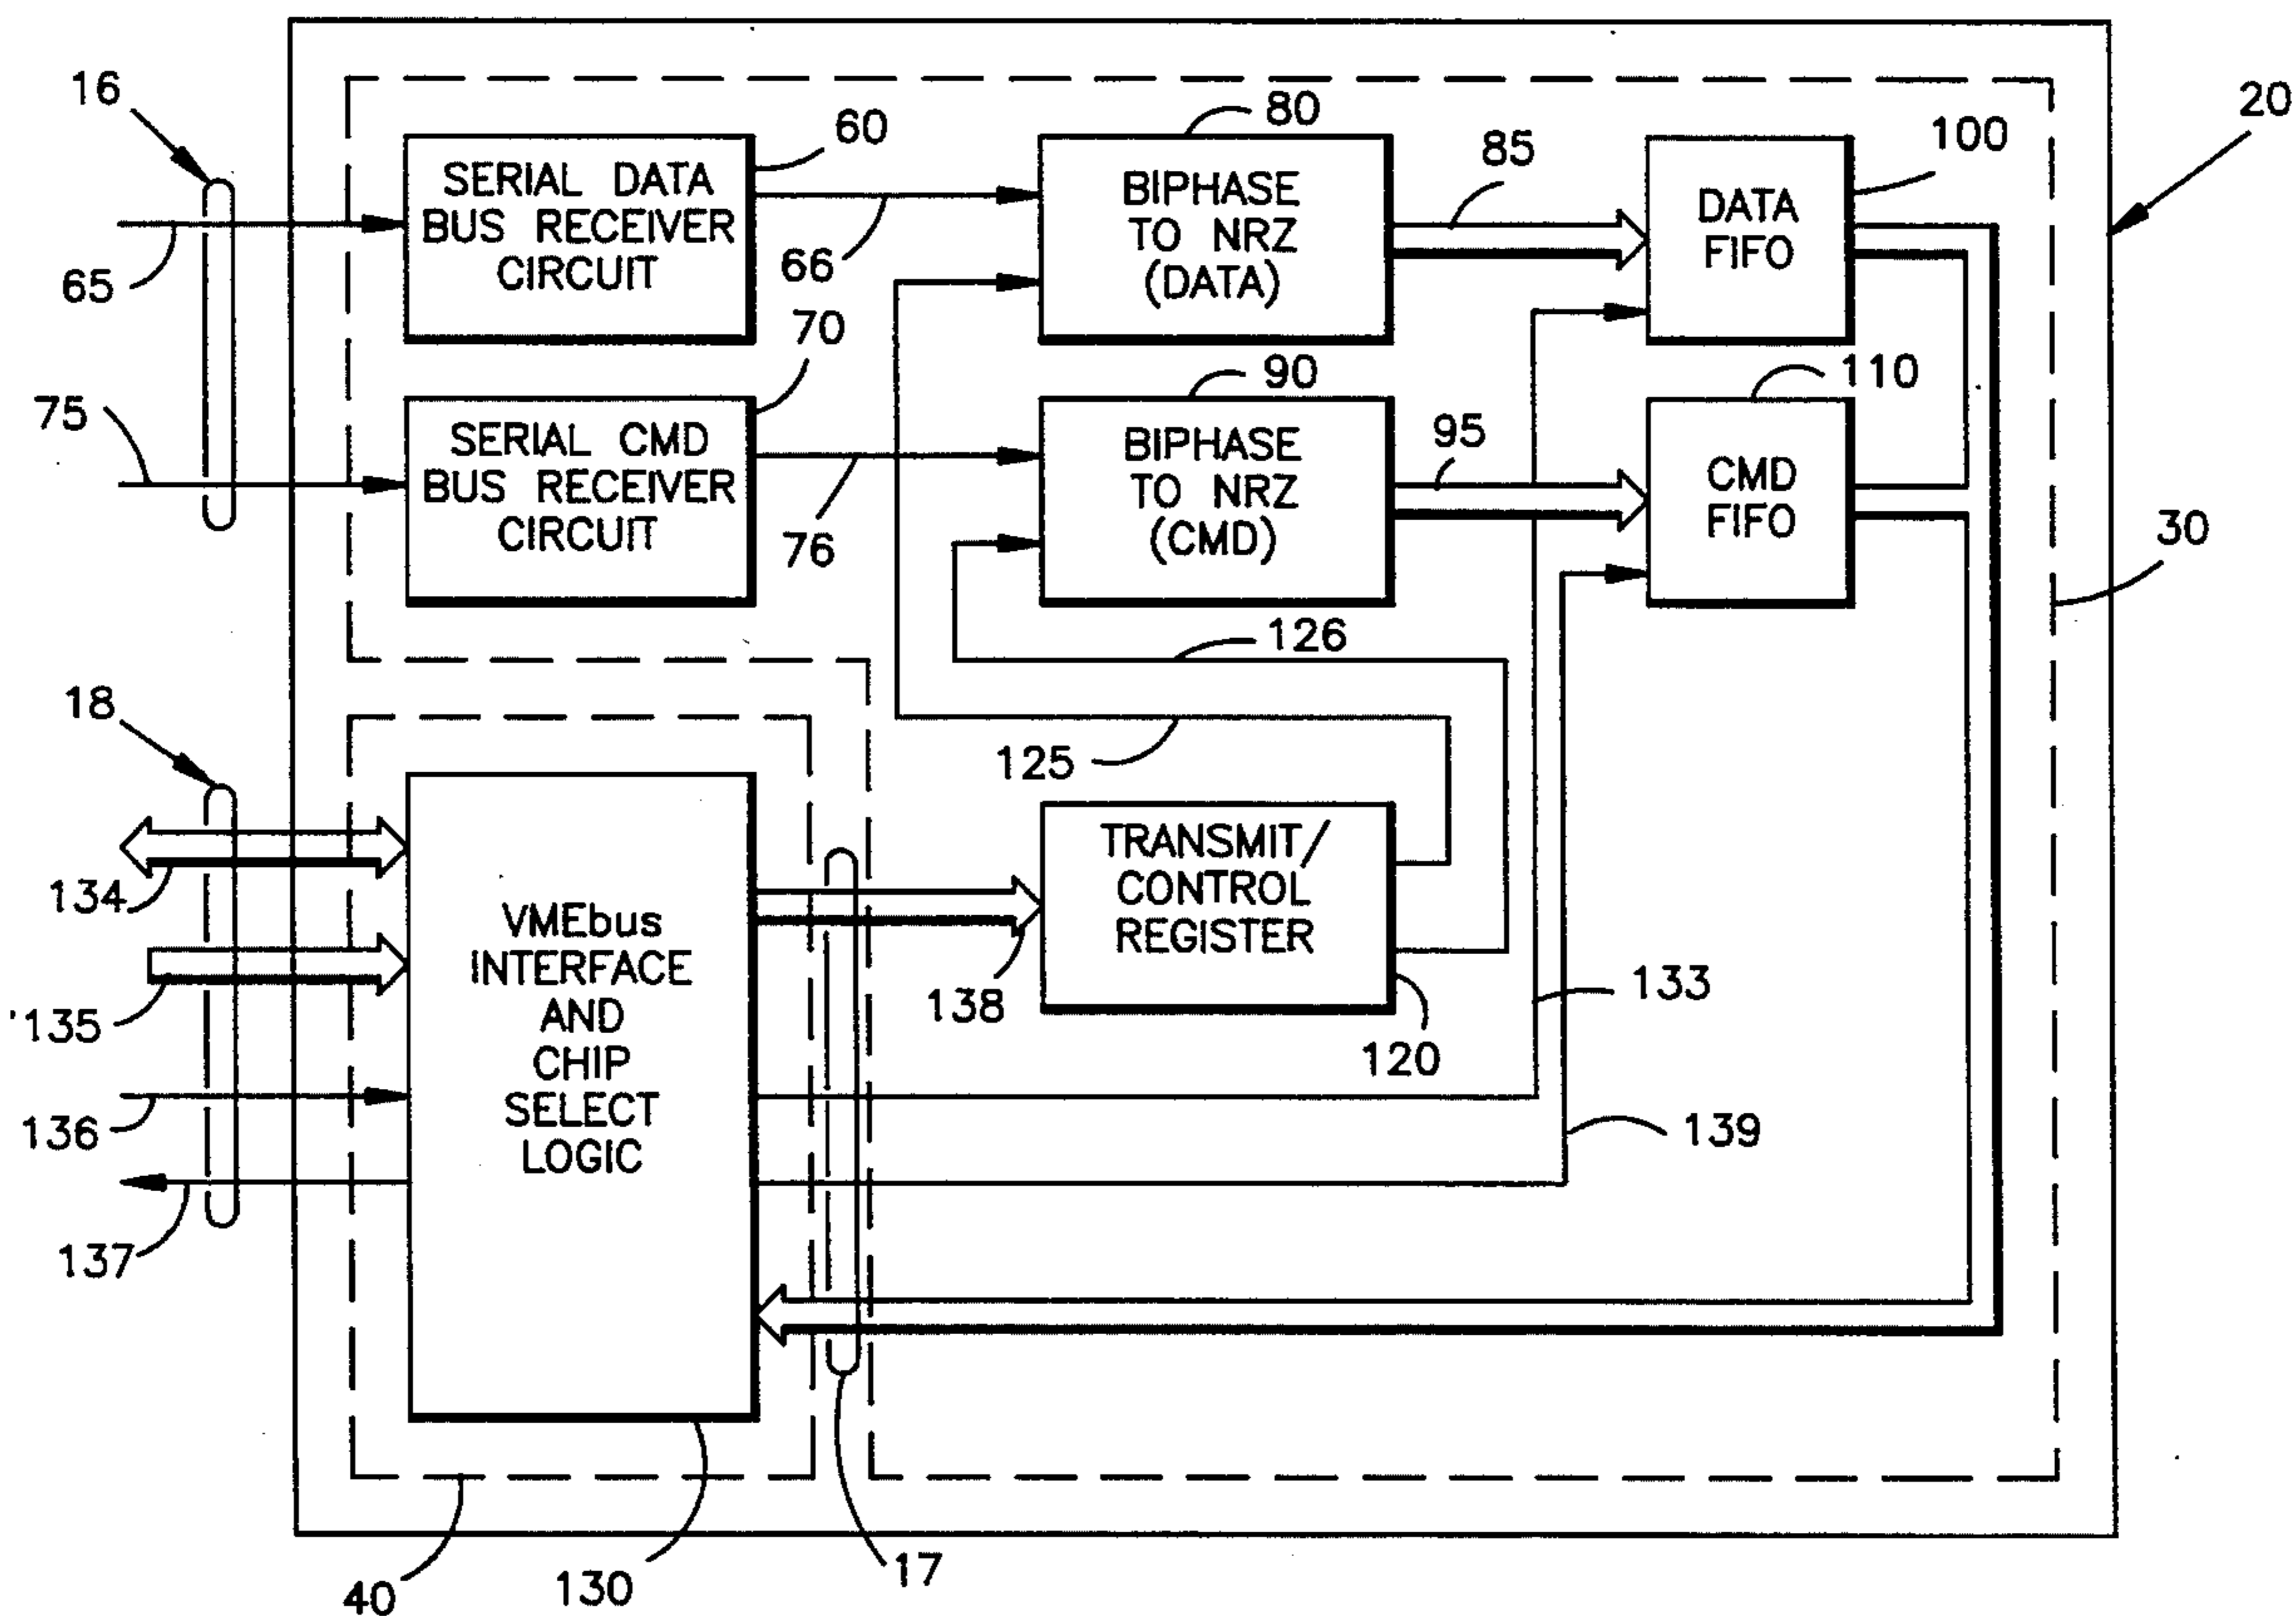 16
20
60
80
85
100
SERIAL DATA
BUS RECEIVER
CIRCUIT
BIPHASE
TO NRZ
(DATA)
DATA
FIFO
65
66
70
90
110
75
SERIAL CMD
BUS RECEIVER
CIRCUIT
BIPHASE
TO NRZ
(CMD)
95
CMD
FIFO
76
30
126
18
125
134
VMEbus
INTERFACE
AND
CHIP
SELECT
LOGIC
TRANSMIT/
CONTROL
REGISTER
138
133
135
120
136
139
137
40
130
17